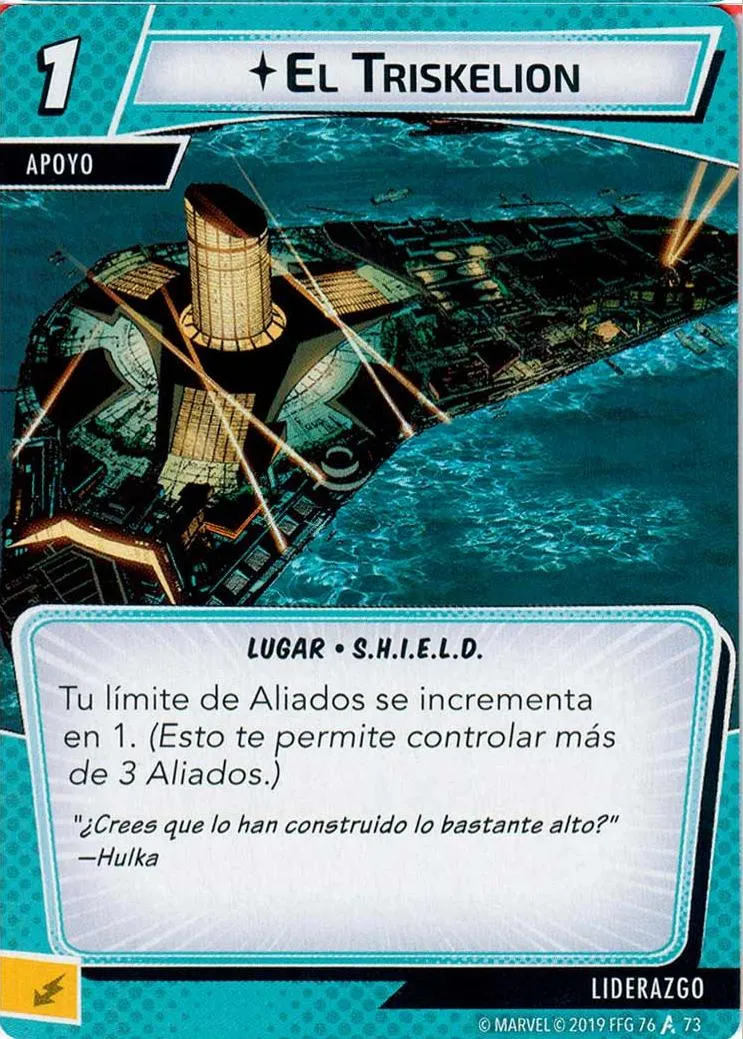 1
EL TRISKELION
APOYO
LUGAR • S.H.I.E.L.D.
Tu límite de Aliados se incrementa
en 1. (Esto te permite controlar más
de 3 Aliados.)
"¿Crees que lo han construido lo bastante alto?"
—Hulka
LIDERAZGO
© MARVEL © 2019 FFG 76 73